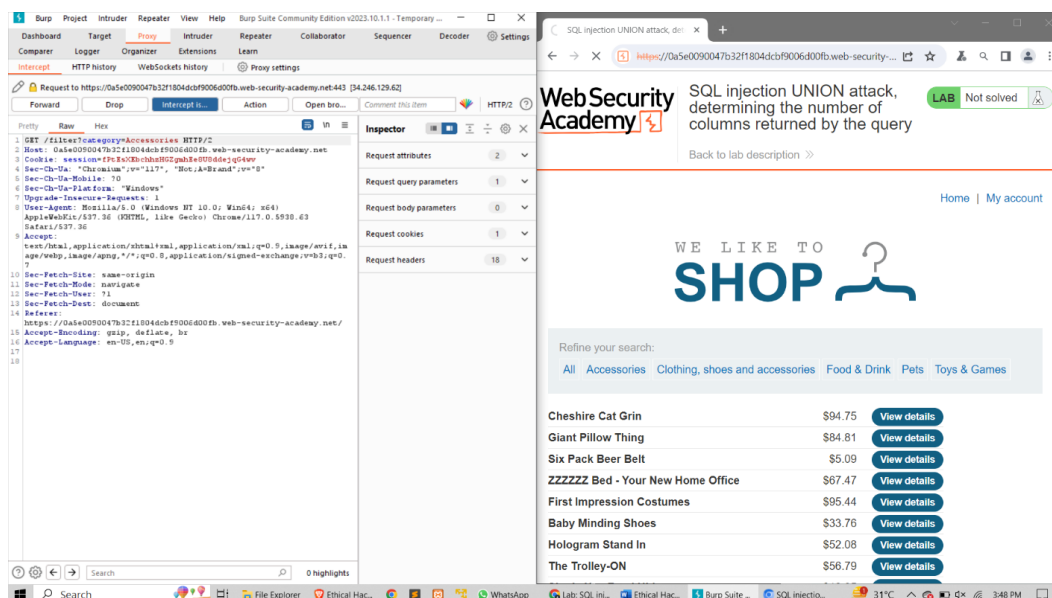 Burp Project Intruder Repeater View Help Burp Suite Community Edition v2023.10.1.1 - Temporary ...
Dashboard Target Proxy Intruder Repeater Collaborator Sequencer Decoder Settings
Comparer Logger Organizer Extensions Learn
Intercept HTTP history WebSockets history Proxy settings
Request to https://0a5e0090047b32f1804dcbf9006d00fb.web-security-academy.net:443 [34.246.129.62]
Forward Drop Intercept is... Action Open bro... Comment this item HTTP/2
Pretty Raw Hex
1 GET /filter?category=Accessories HTTP/2
2 Host: 0a5e0090047b32f1804dcbf9006d00fb.web-security-academy.net
3 Cookie:
4 Sec-Ch-Ua: "Chromium";v="117", "Not;A=Brand";v="8"
5 Sec-Ch-Ua-Mobile: ?0
6 Sec-Ch-Ua-Platform: "Windows"
7 Upgrade-Insecure-Requests: 1
8 User-Agent: Mozilla/5.0 (Windows NT 10.0; Win64; x64)
AppleWebKit/537.36 (KHTML, like Gecko) Chrome/117.0.5938.63
Safari/537.36
9 Accept:
text/html,application/xhtml+xml,application/xml;q=0.9,image/avif,im
age/webp,image/apng,*/*;q=0.8,application/signed-exchange;v=b3;q=0.
7
10 Sec-Fetch-Site: same-origin
11 Sec-Fetch-Mode: navigate
12 Sec-Fetch-User: ?1
13 Sec-Fetch-Dest: document
14 Referer:
https://0a5e0090047b32f1804dcbf9006d00fb.web-security-academy.net/
15 Accept-Encoding: gzip, deflate, br
16 Accept-Language: en-US,en;q=0.9
17
18
Search 0 highlights
Inspector
Request attributes 2
Request query parameters 1
Request body parameters 0
Request cookies 1
Request headers 18
SQL injection UNION attack, det
https://0a5e0090047b32f1804dcbf9006d00fb.web-security-...
Web Security
Academy
SQL injection UNION attack,
determining the number of
columns returned by the query
LAB Not solved
Back to lab description
Home | My account
WE LIKE TO
SHOP
Refine your search:
All Accessories Clothing, shoes and accessories Food & Drink Pets Toys & Games
Cheshire Cat Grin $94.75 View details
Giant Pillow Thing $84.81 View details
Six Pack Beer Belt $5.09 View details
ZZZZZZ Bed - Your New Home Office $67.47 View details
First Impression Costumes $95.44 View details
Baby Minding Shoes $33.76 View details
Hologram Stand In $52.08 View details
The Trolley-ON $56.79 View details
Search File Explorer Ethical Hac... WhatsApp Lab: SQL inj... Ethical Hac... Burp Suite ... SQL injectio... 31°C 3:48 PM